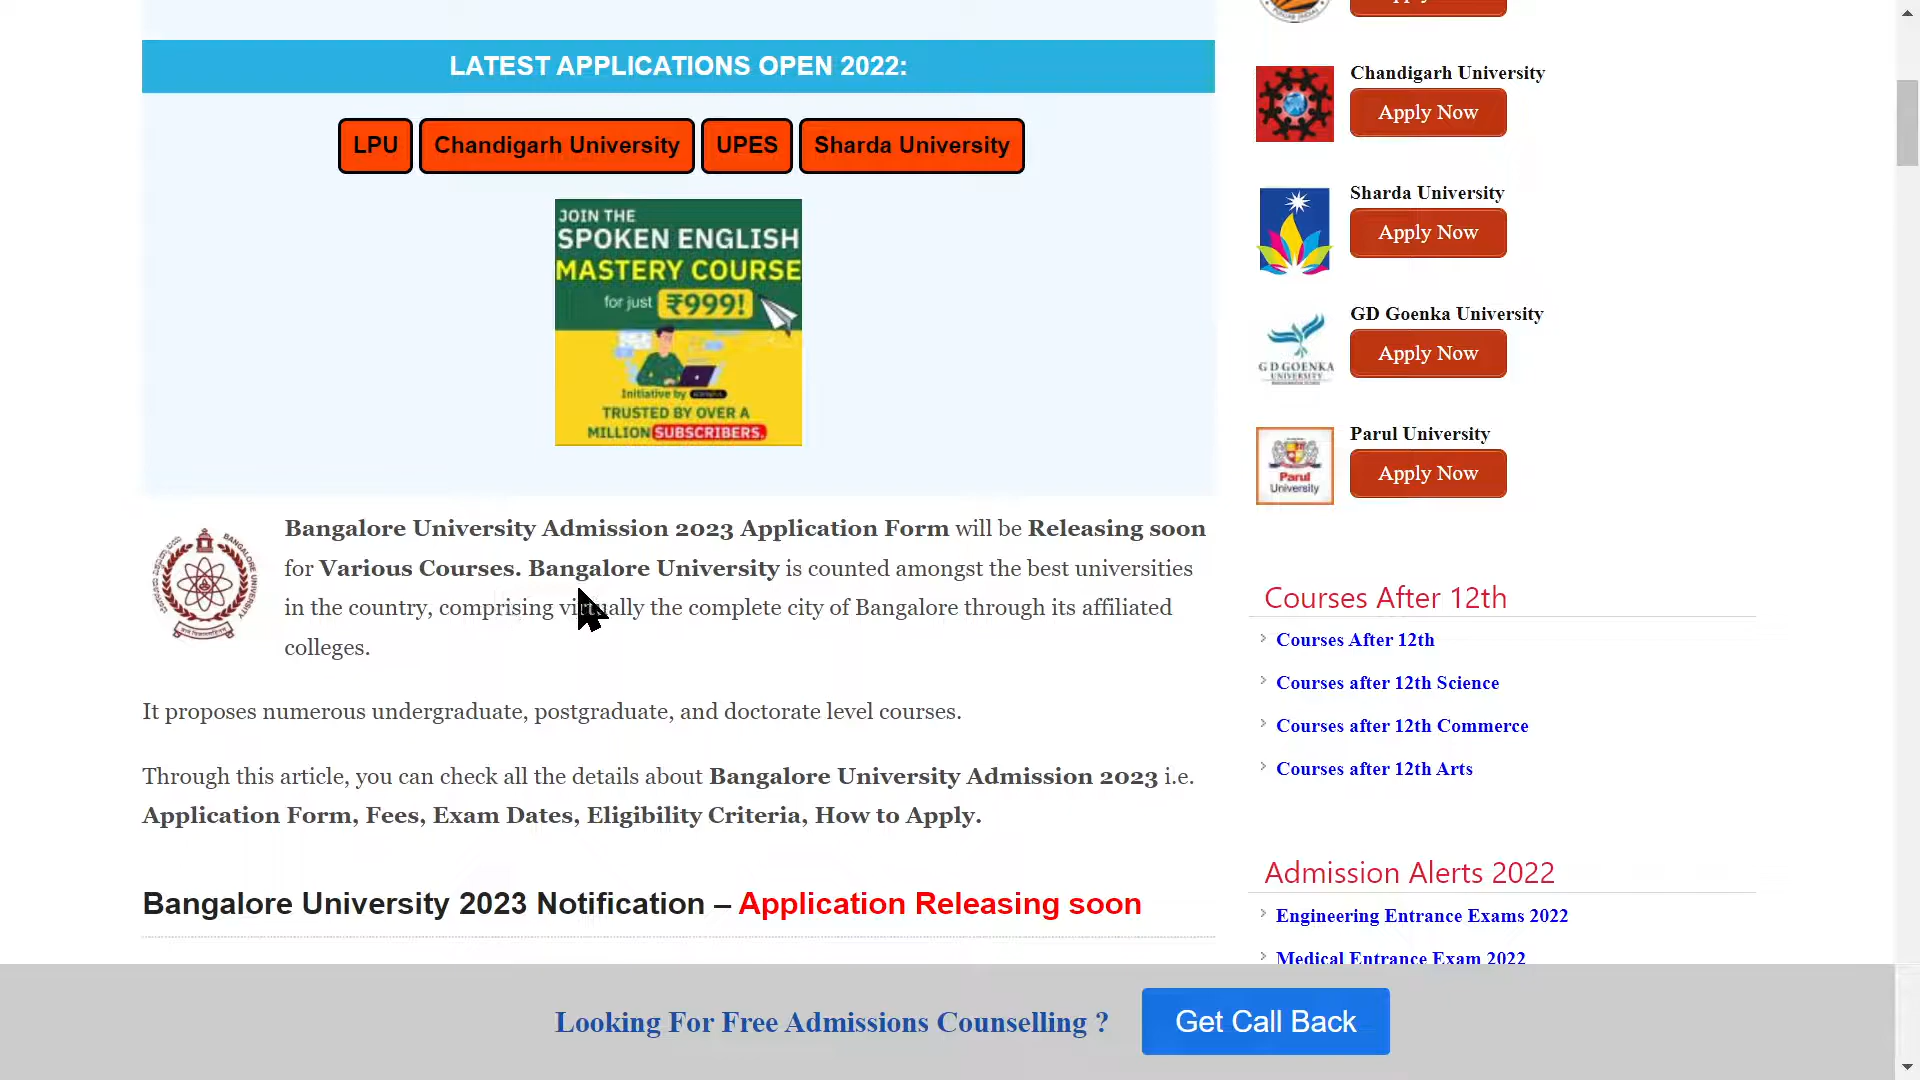 LATEST APPLICATIONS OPEN 2022:
LPU
Chandigarh University
UPES
Sharda University
JOIN THE
SPOKEN ENGLISH
MASTERY COURSE
for just ₹999!
Initiative by
TRUSTED BY OVER A
MILLION SUBSCRIBERS.
Bangalore University Admission 2023 Application Form will be Releasing soon
for Various Courses. Bangalore University is counted amongst the best universities
in the country, comprising virtually the complete city of Bangalore through its affiliated
colleges.
It proposes numerous undergraduate, postgraduate, and doctorate level courses.
Through this article, you can check all the details about Bangalore University Admission 2023 i.e.
Application Form, Fees, Exam Dates, Eligibility Criteria, How to Apply.
Bangalore University 2023 Notification – Application Releasing soon
BANGALORE UNIVERSITY
Chandigarh University
Apply Now
Sharda University
Apply Now
GD Goenka University
Apply Now
G D GOENKA
UNIVERSITY
Parul University
Apply Now
Parul
University
Courses After 12th
Courses After 12th
Courses after 12th Science
Courses after 12th Commerce
Courses after 12th Arts
Admission Alerts 2022
Engineering Entrance Exams 2022
Medical Entrance Exam 2022
Looking For Free Admissions Counselling ?
Get Call Back